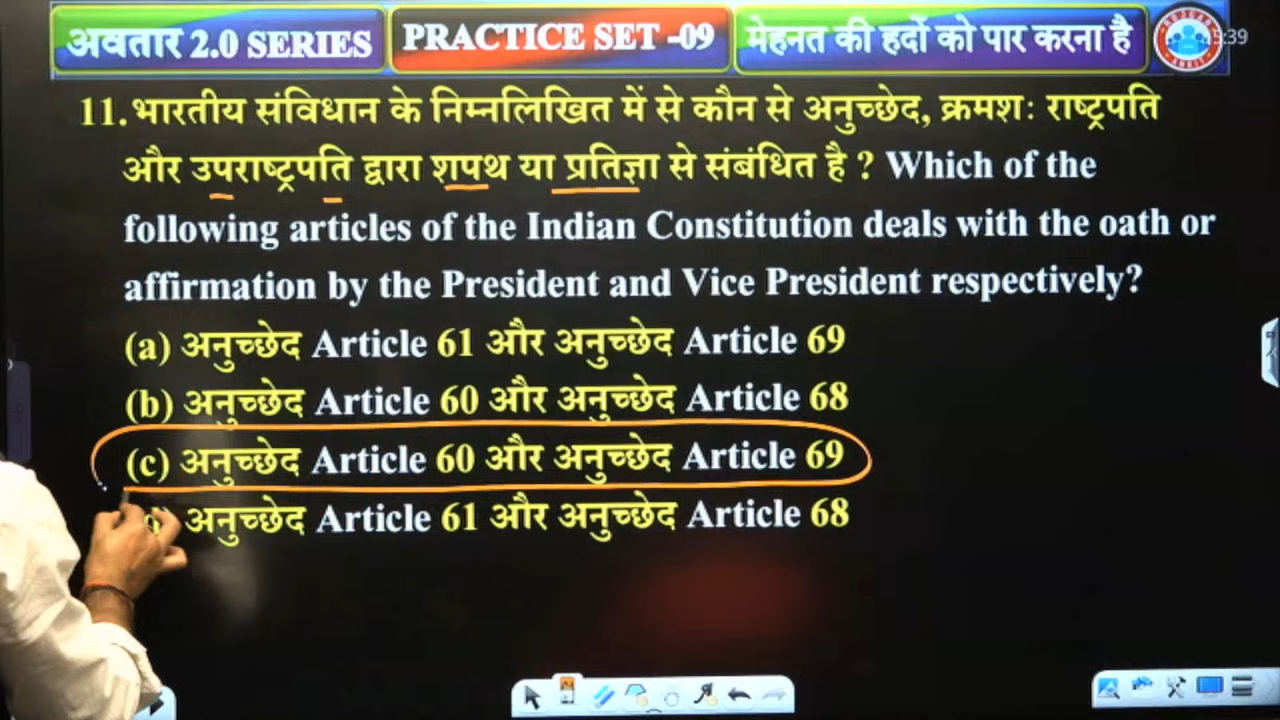 अवतार 2.0 SERIES
PRACTICE SET -09
मेहनत की हदों को पार करना है
5:39
11. भारतीय संविधान के निम्नलिखित में से कौन से अनुच्छेद, क्रमशः राष्ट्रपति
और उपराष्ट्रपति द्वारा शपथ या प्रतिज्ञा से संबंधित है ? Which of the
following articles of the Indian Constitution deals with the oath or
affirmation by the President and Vice President respectively?
(a) अनुच्छेद Article 61 और अनुच्छेद Article 69
(b) अनुच्छेद Article 60 और अनुच्छेद Article 68
(c) अनुच्छेद Article 60 और अनुच्छेद Article 69
अनुच्छेद Article 61 और अनुच्छेद Article 68